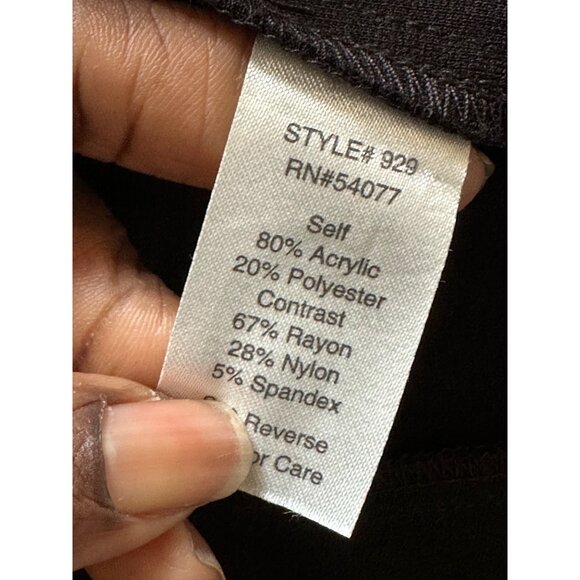 STYLE# 929
RN#54077
Self
80% Acrylic
20% Polyester
Contrast
67% Rayon
28% Nylon
5% Spandex
Reverse
Care